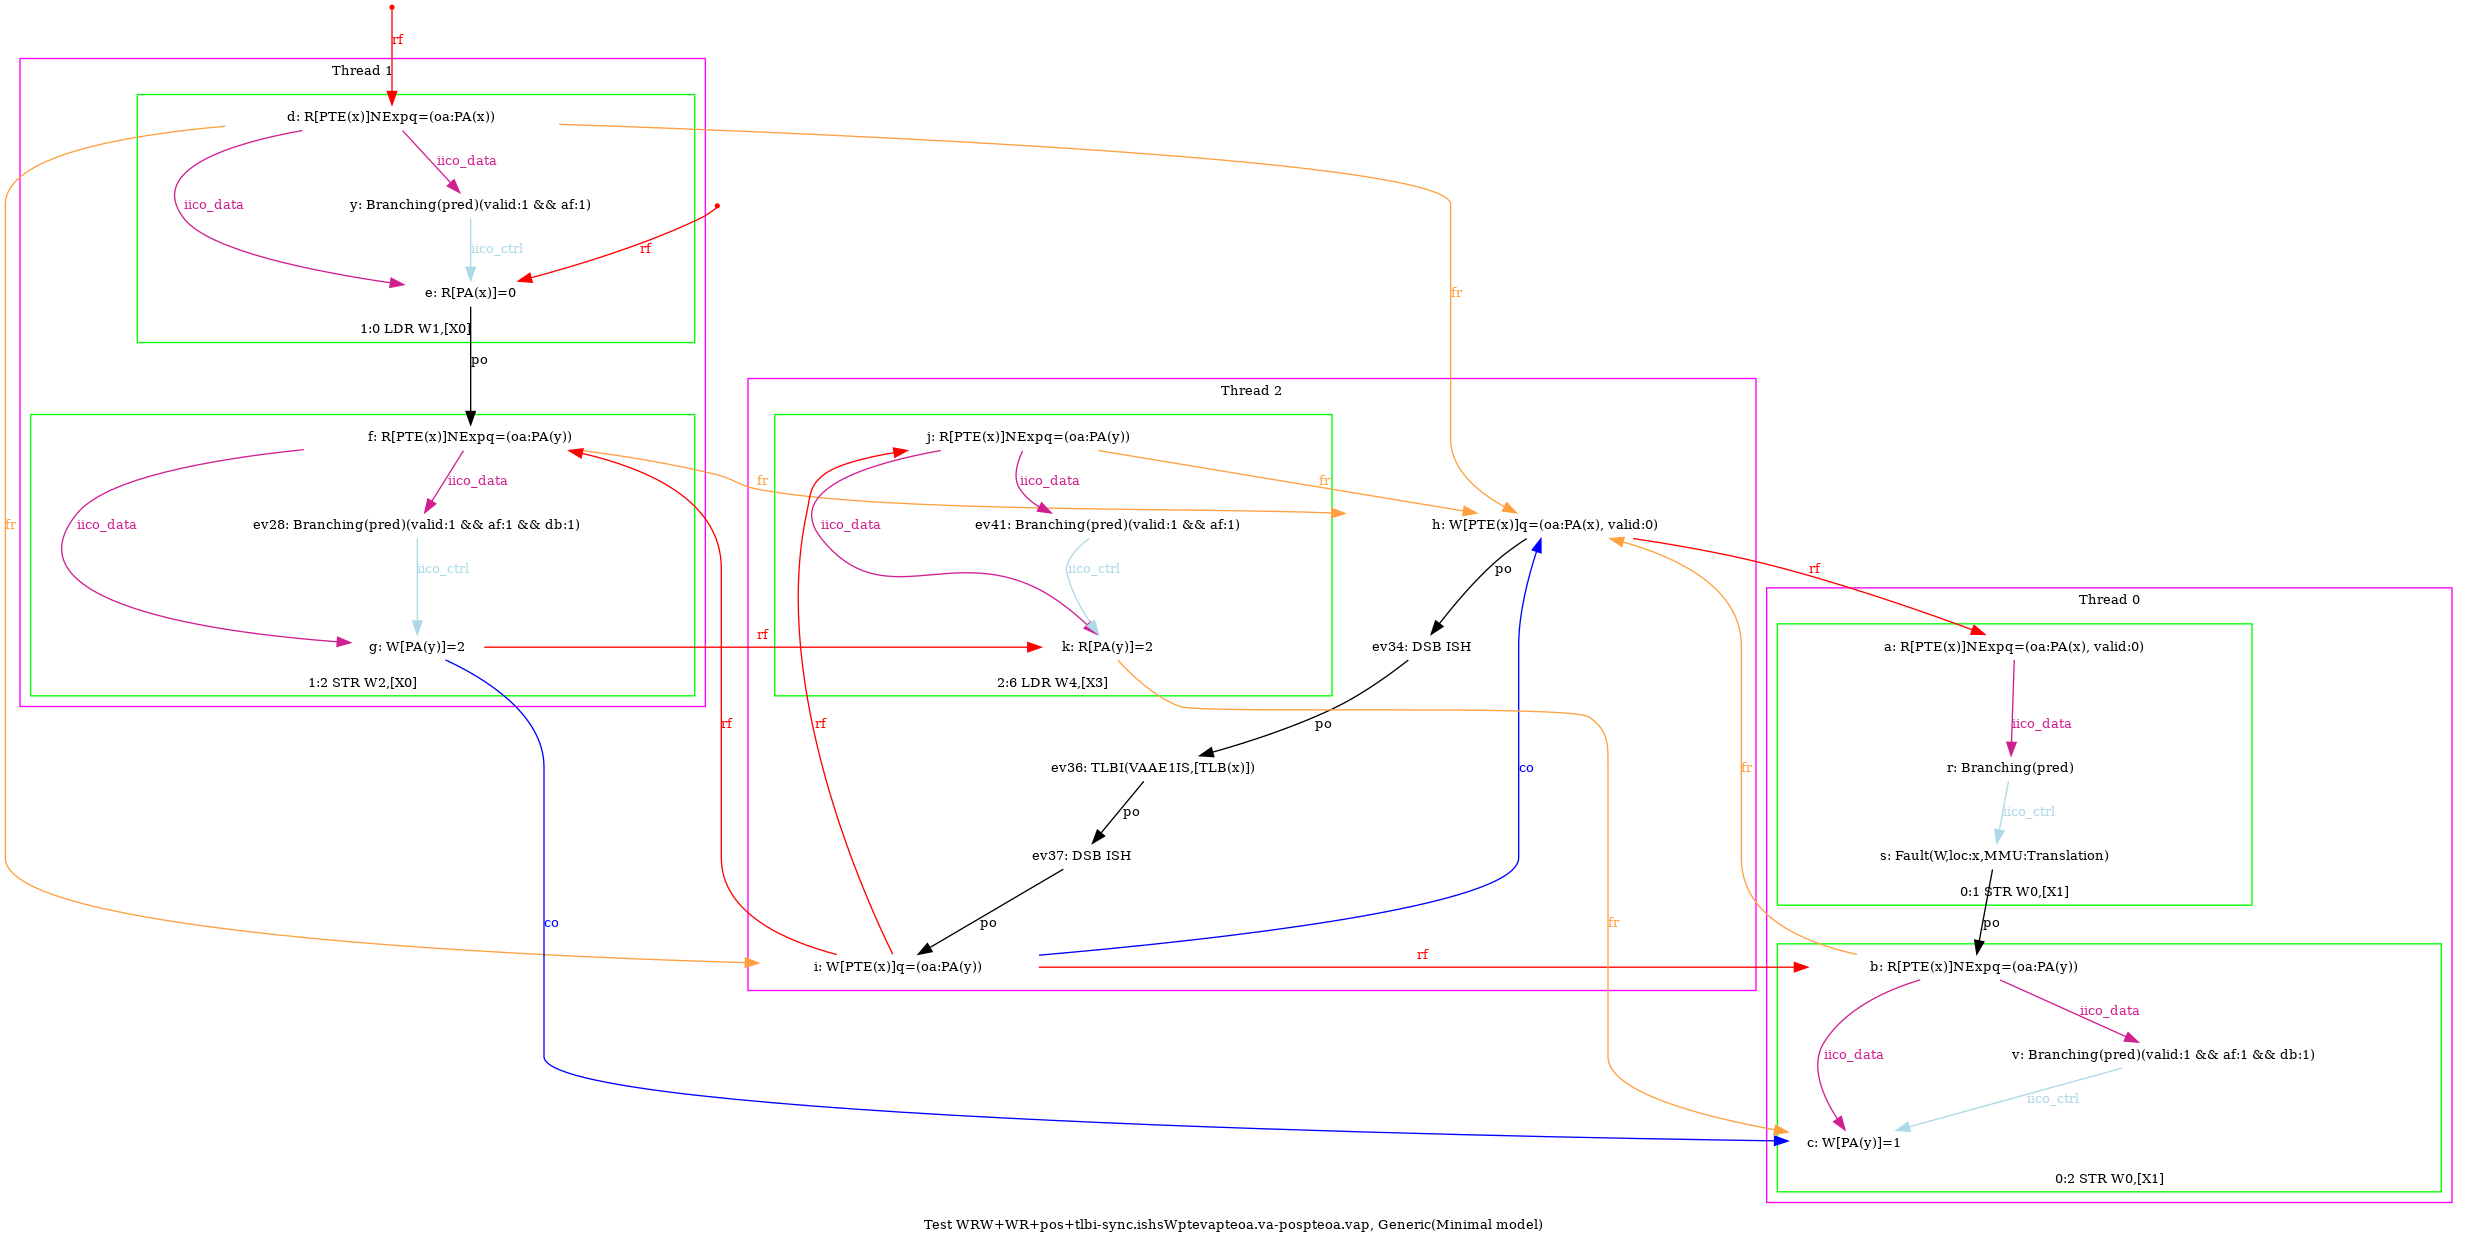 rf
Thread 1
d: R[PTE(x)]NExpq=(oa:PA(x))
iico_data
iico_data
y: Branching(pred)(valid:1 && af:1)
iico_ctrl
rf
e: R[PA(x)]=0
1:0 LDR W1,[X0]
po
fr
fr
f: R[PTE(x)]NExpq=(oa:PA(y))
iico_data
iico_data
ev28: Branching(pred)(valid:1 && af:1 && db:1)
iico_ctrl
g: W[PA(y)]=2
1:2 STR W2,[X0]
fr
rf
rf
co
Thread 2
j: R[PTE(x)]NExpq=(oa:PA(y))
iico_data
iico_data
fr
ev41: Branching(pred)(valid:1 && af:1)
iico_ctrl
k: R[PA(y)]=2
2:6 LDR W4,[X3]
h: W[PTE(x)]q=(oa:PA(x), valid:0)
po
ev34: DSB ISH
po
rf
ev36: TLBI(VAAE1IS,[TLB(x)])
po
ev37: DSB ISH
po
i: W[PTE(x)]q=(oa:PA(y))
co
fr
fr
rf
rf
Thread 0
a: R[PTE(x)]NExpq=(oa:PA(x), valid:0)
iico_data
r: Branching(pred)
iico_ctrl
s: Fault(W,loc:x,MMU:Translation)
0:1 STR W0,[X1]
po
b: R[PTE(x)]NExpq=(oa:PA(y))
iico_data
iico_data
v: Branching(pred)(valid:1 && af:1 && db:1)
iico_ctrl
c: W[PA(y)]=1
0:2 STR W0,[X1]
Test WRW+WR+pos+tlbi-sync.ishsWptevapteoa.va-pospteoa.vap, Generic(Minimal model)